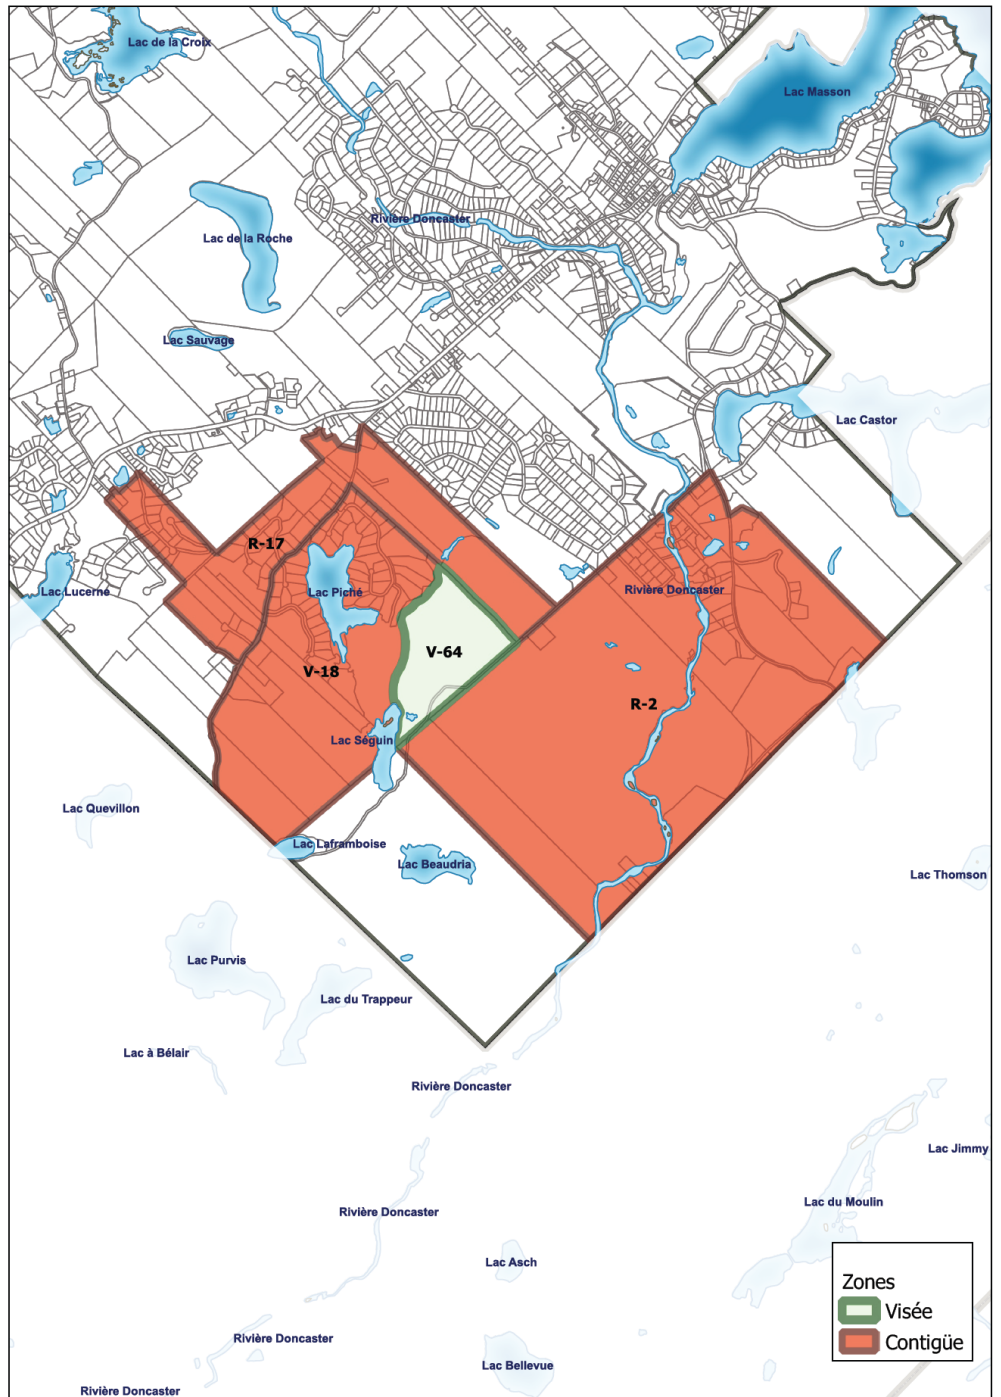 Lac de la Croix
Lac Masson
Rivière Doncaster
Lac de la Roche
Lac Sauvage
Lac Castor
R-17
Lac Lucerne
Lac Piché
Rivière Doncaster
V-64
V-18
R-2
Lac Séguin
Lac Quevillon
Lac Laframboise
Lac Beaudria
Lac Thomson
Lac Purvis
Lac du Trappeur
Lac à Bélair
Rivière Doncaster
Lac Jimmy
Lac du Moulin
Rivière Doncaster
Lac Asch
Zones
Visée
Contigüe
Rivière Doncaster
Lac Bellevue
Rivière Doncaster